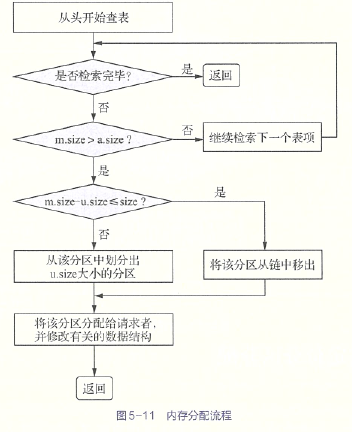 从头开始查表
是否检索完毕?
是
返回
否
m.size>a.size?
否
继续检索下一个表项
是
m.size-u.size≤size?
是
否
从该分区中划分出
u.size大小的分区
将该分区从链中移出
将该分区分配给请求者,
并修改有关的数据结构
返回
图5-11 内存分配流程